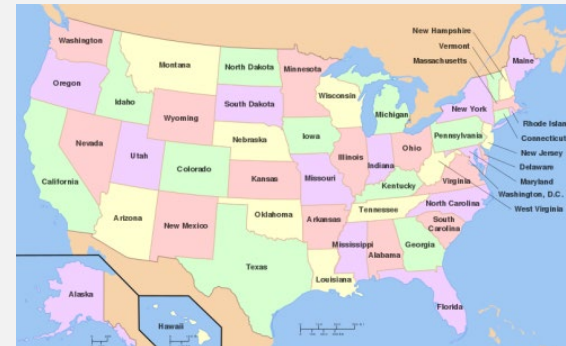 New Hampshire
Vermont
Massachusetts
Washington
Montana
North Dakota
Minnesota
Maine
Oregon
Idaho
Wyoming
South Dakota
Wisconsin
Michigan
New York
Rhode Islan
Connecticut
New Jersey
Delaware
Maryland
Washington, D.C.
West Virginia
Nevada
Utah
Colorado
Nebraska
Iowa
Illinois
Indiana
Ohio
Pennsylvania
California
Kansas
Missouri
Kentucky
Virginia
Arizona
New Mexico
Oklahoma
Arkansas
Tennessee
North Carolina
South
Carolina
Texas
Louisiana
Mississippi
Alabama
Georgia
Florida
Alaska
Hawaii